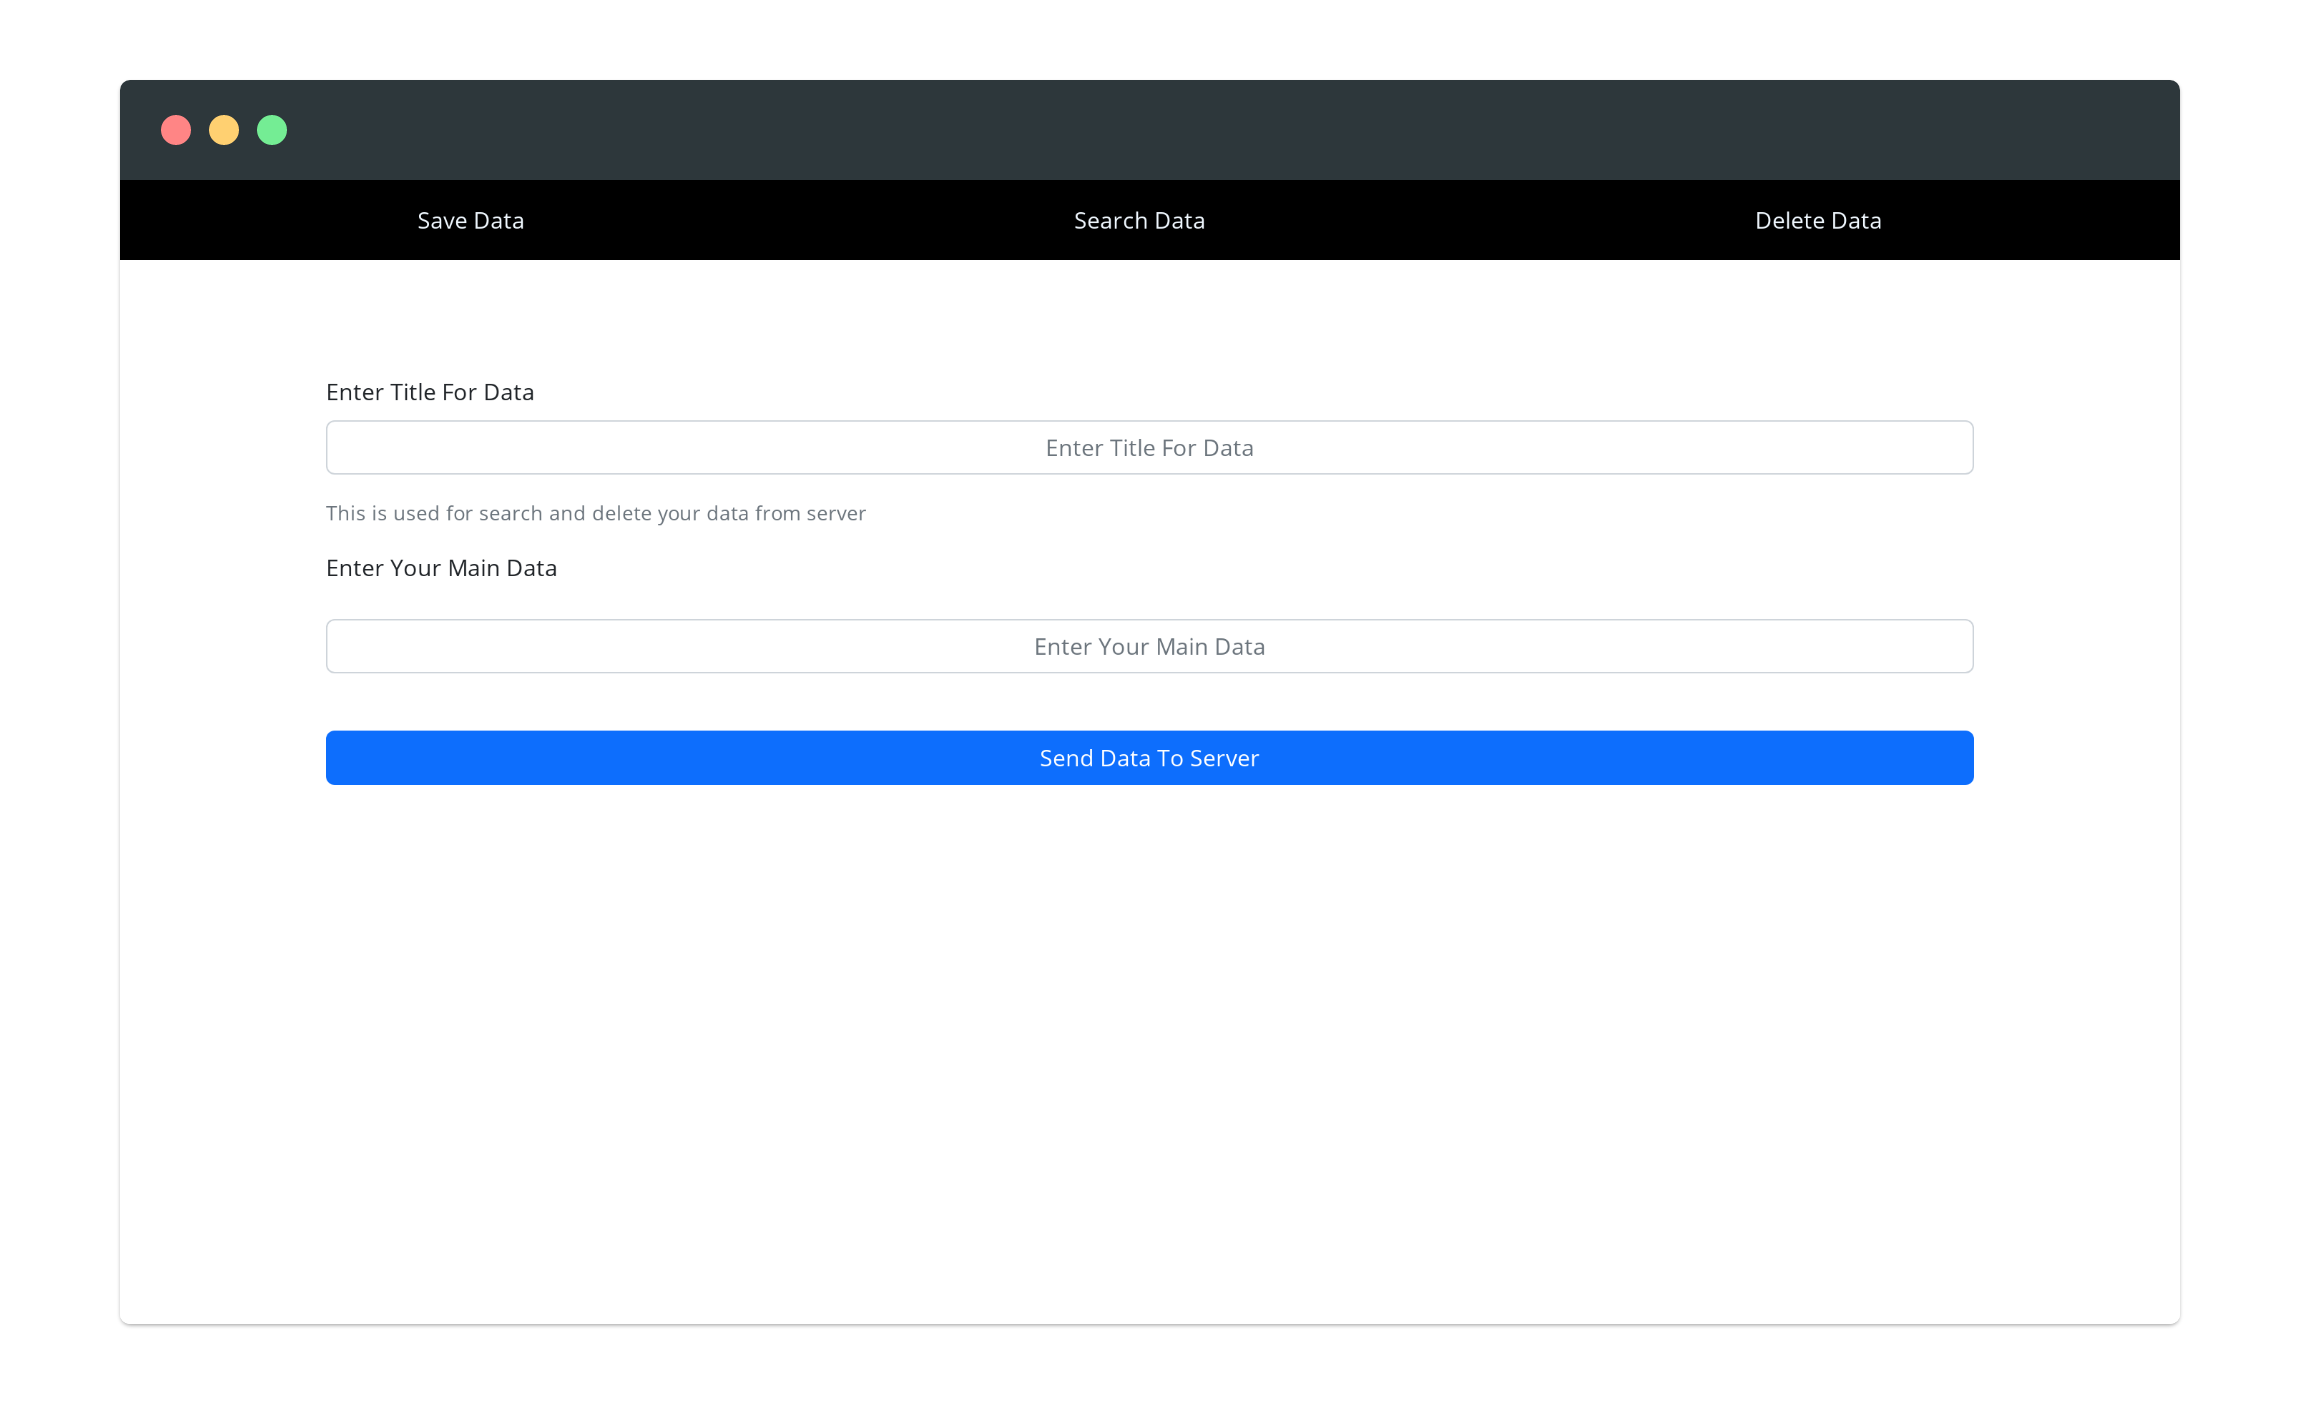 Save Data Search Data Delete Data
Enter Title For Data
Enter Title For Data
This is used for search and delete your data from server
Enter Your Main Data
Enter Your Main Data
Send Data To Server